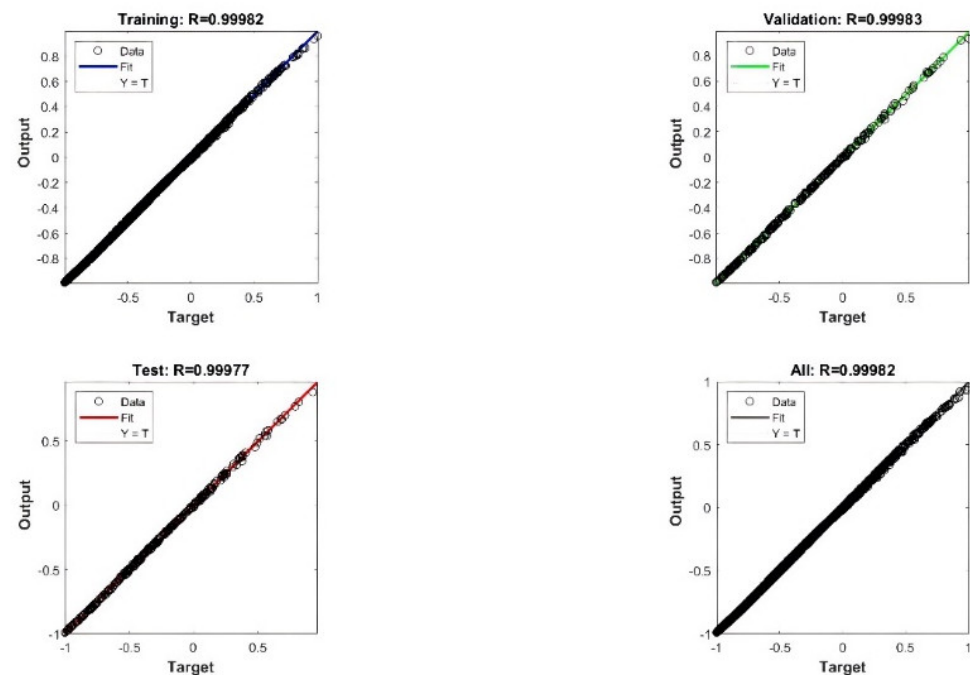 Training: R=0.99982
Data
Fit
Y = T
Output
0.8
0.6
0.4
0.2
0
-0.2
-0.4
-0.6
-0.8
-0.5
0
0.5
1
Target
Validation: R=0.99983
Data
Fit
Y = T
Output
0.8
0.6
0.4
0.2
0
-0.2
-0.4
-0.6
-0.8
-1
-0.5
0
0.5
Target
Test: R=0.99977
Data
Fit
Y = T
Output
0.5
0
-0.5
-1
-1
-0.5
0
0.5
Target
All: R=0.99982
Data
Fit
Y = T
Output
1
0.5
0
-0.5
-1
-1
-0.5
0
0.5
1
Target